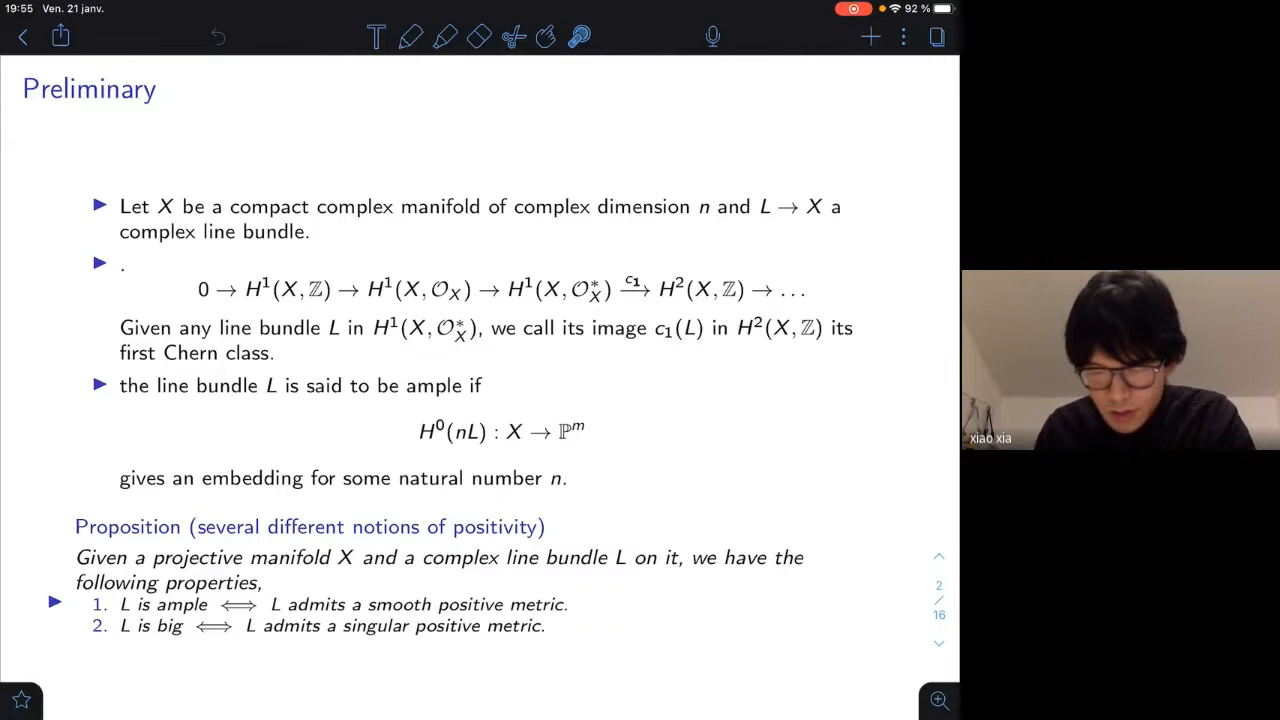 19:55 Ven. 21 janv.
92 %
Preliminary
Let X be a compact complex manifold of complex dimension n and L → X a
complex line bundle.
.
0 → H¹(X, ℤ) → H¹(X, 𝒪_X) → H¹(X, 𝒪*_X) →^{c₁} H²(X, ℤ) → . . .
Given any line bundle L in H¹(X, 𝒪*_X), we call its image c₁(L) in H²(X, ℤ) its
first Chern class.
the line bundle L is said to be ample if
H⁰(nL) : X → ℙᵐ
gives an embedding for some natural number n.
Proposition (several different notions of positivity)
Given a projective manifold X and a complex line bundle L on it, we have the
following properties,
1. L is ample ⟺ L admits a smooth positive metric.
2. L is big ⟺ L admits a singular positive metric.
2
/
16
xiao xia